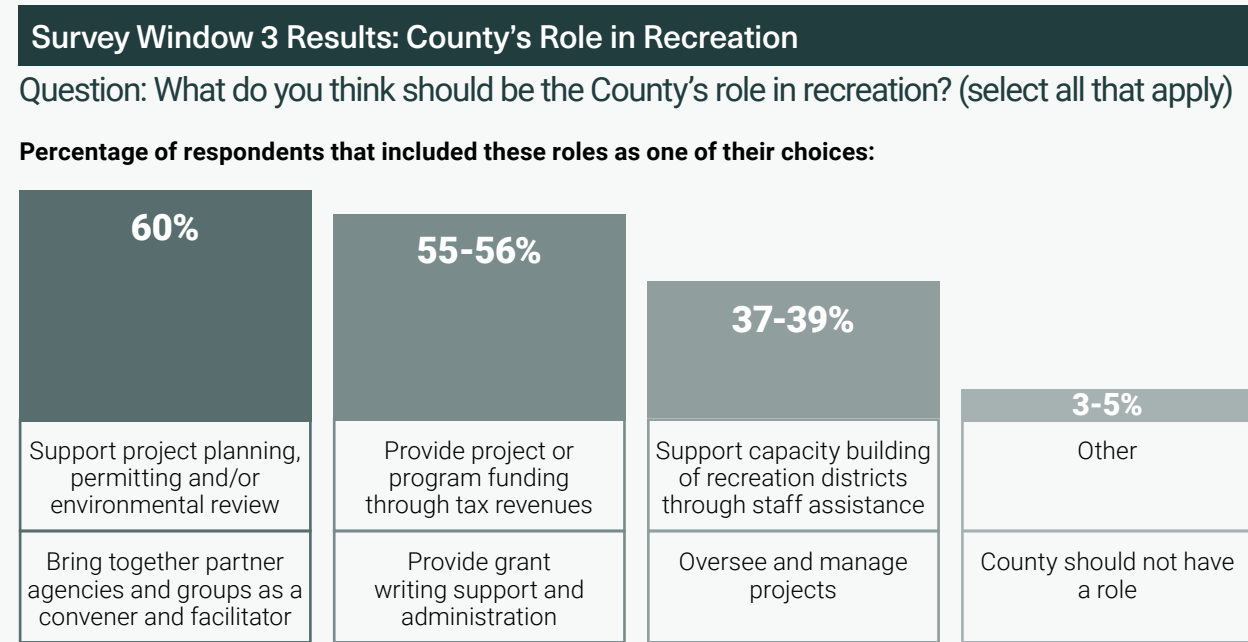 Survey Window 3 Results: County’s Role in Recreation
Question: What do you think should be the County’s role in recreation? (select all that apply)
Percentage of respondents that included these roles as one of their choices:
60%
Support project planning,
permitting and/or
environmental review
Bring together partner
agencies and groups as a
convener and facilitator
55-56%
Provide project or
program funding
through tax revenues
Provide grant
writing support and
administration
37-39%
Support capacity building
of recreation districts
through staff assistance
Oversee and manage
projects
3-5%
Other
County should not have
a role